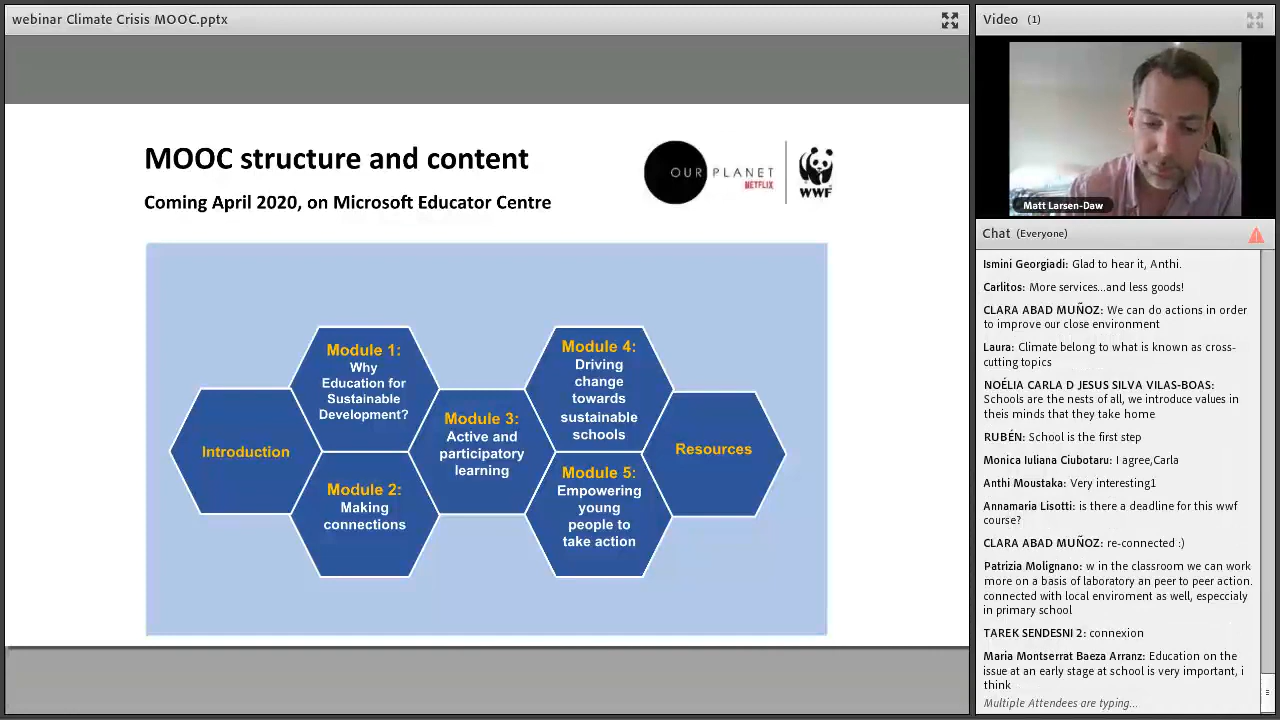 webinar Climate Crisis MOOC.pptx
MOOC structure and content
Coming April 2020, on Microsoft Educator Centre
OUR PLANET
NETFLIX
WWF
Introduction
Module 1:
Why
Education for
Sustainable
Development?
Module 2:
Making
connections
Module 3:
Active and
participatory
learning
Module 4:
Driving
change
towards
sustainable
schools
Module 5:
Empowering
young
people to
take action
Resources
Video (1)
Matt Larsen-Daw
Chat (Everyone)
Ismini Georgiadi: Glad to hear it, Anthi.
Carlitos: More services...and less goods!
CLARA ABAD MUÑOZ: We can do actions in order
to improve our close environment
Laura: Climate belong to what is known as cross-
cutting topics
NOÉLIA CARLA D JESUS SILVA VILAS-BOAS:
Schools are the nests of all, we introduce values in
theis minds that they take home
RUBÉN: School is the first step
Monica Iuliana Ciubotaru: I agree,Carla
Anthi Moustaka: Very interesting1
Annamaria Lisotti: is there a deadline for this wwf
course?
CLARA ABAD MUÑOZ: re-connected :)
Patrizia Molignano: w in the classroom we can work
more on a basis of laboratory an peer to peer action.
connected with local enviroment as well, especcialy
in primary school
TAREK SENDESNI 2: connexion
Maria Montserrat Baeza Arranz: Education on the
issue at an early stage at school is very important, i
think
Multiple Attendees are typing...